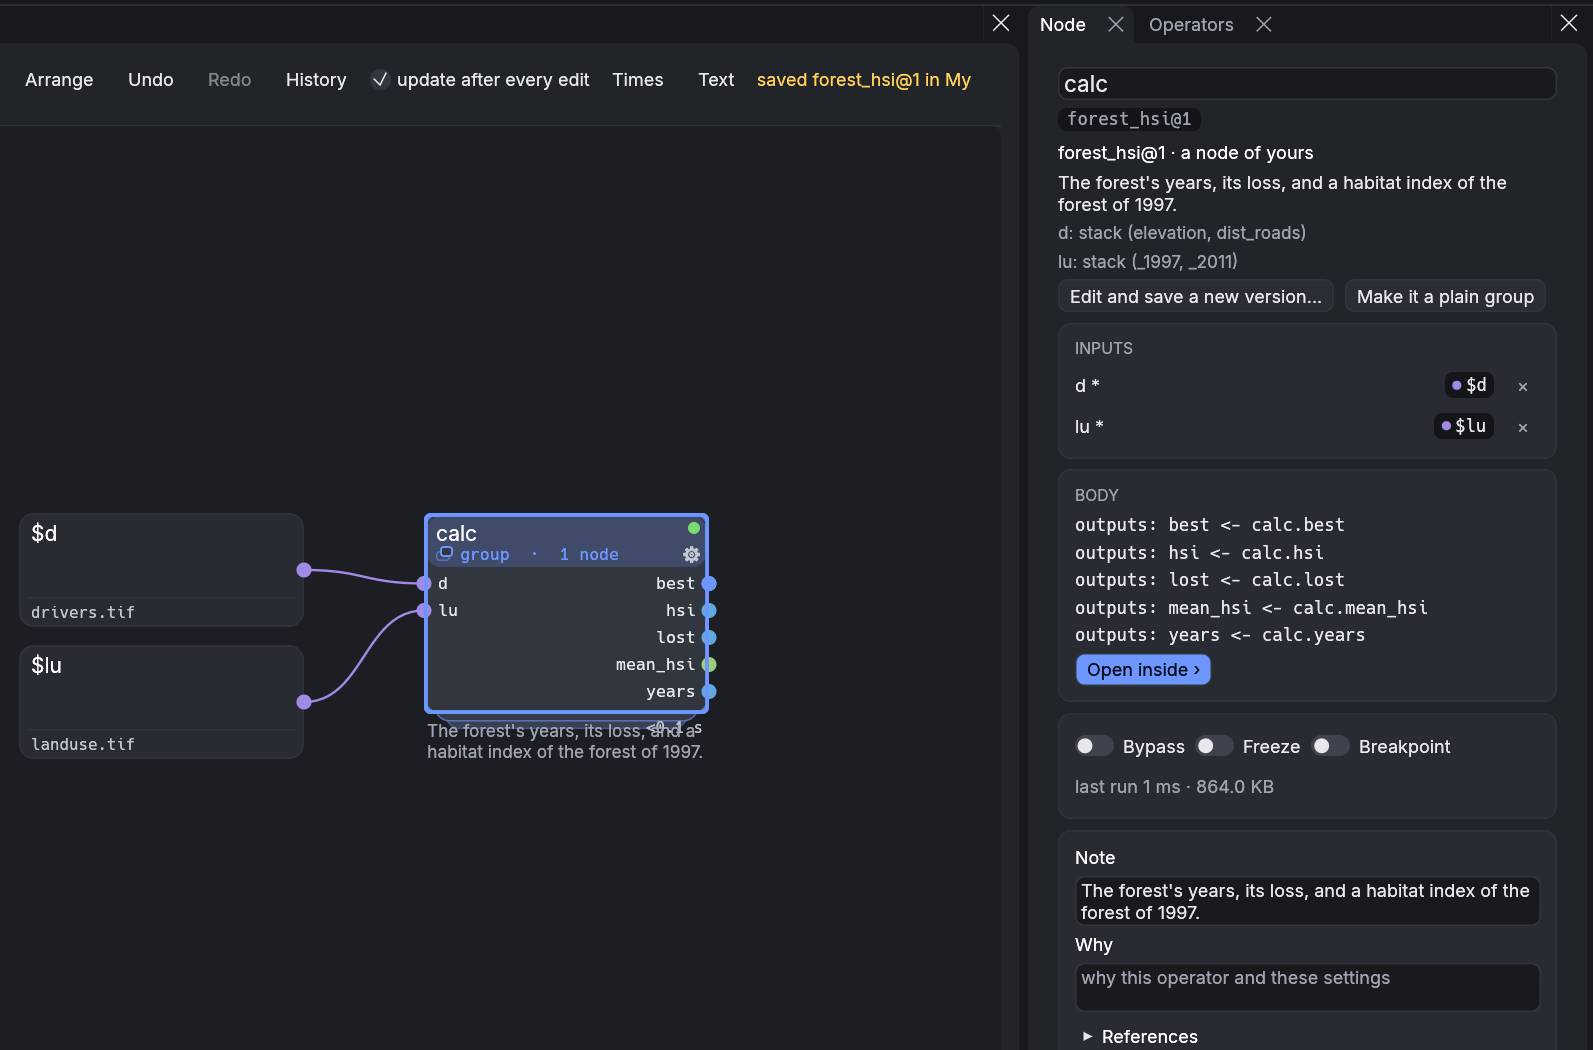 Node
Operators
Arrange
Undo
Redo
History
update after every edit
Times
Text
saved forest_hsi@1 in My
calc
forest_hsi@1
forest_hsi@1 · a node of yours
The forest's years, its loss, and a habitat index of the
forest of 1997.
d: stack (elevation, dist_roads)
lu: stack (_1997, _2011)
Edit and save a new version...
Make it a plain group
INPUTS
d *
$d
×
lu *
$lu
×
BODY
outputs: best <- calc.best
outputs: hsi <- calc.hsi
outputs: lost <- calc.lost
outputs: mean_hsi <- calc.mean_hsi
outputs: years <- calc.years
Open inside ›
Bypass
Freeze
Breakpoint
last run 1 ms · 864.0 KB
Note
The forest's years, its loss, and a habitat index of the
forest of 1997.
Why
why this operator and these settings
References
$d
drivers.tif
$lu
landuse.tif
calc
group · 1 node
d
best
lu
hsi
lost
mean_hsi
years
<0.1 s
The forest's years, its loss, and a
habitat index of the forest of 1997.